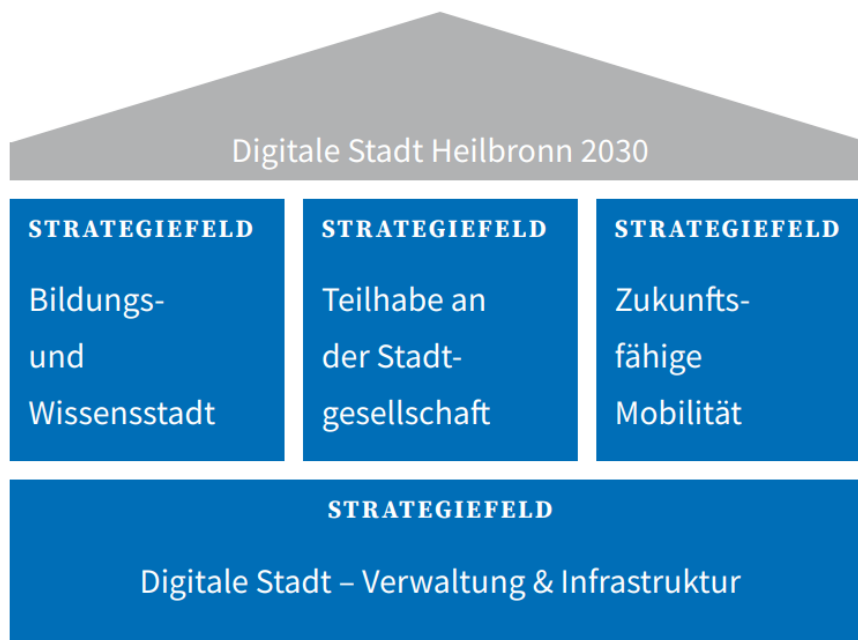 Digitale Stadt Heilbronn 2030
STRATEGIEFELD
Bildungs-
und
Wissensstadt
STRATEGIEFELD
Teilhabe an
der Stadt-
gesellschaft
STRATEGIEFELD
Zukunfts-
fähige
Mobilität
STRATEGIEFELD
Digitale Stadt – Verwaltung & Infrastruktur